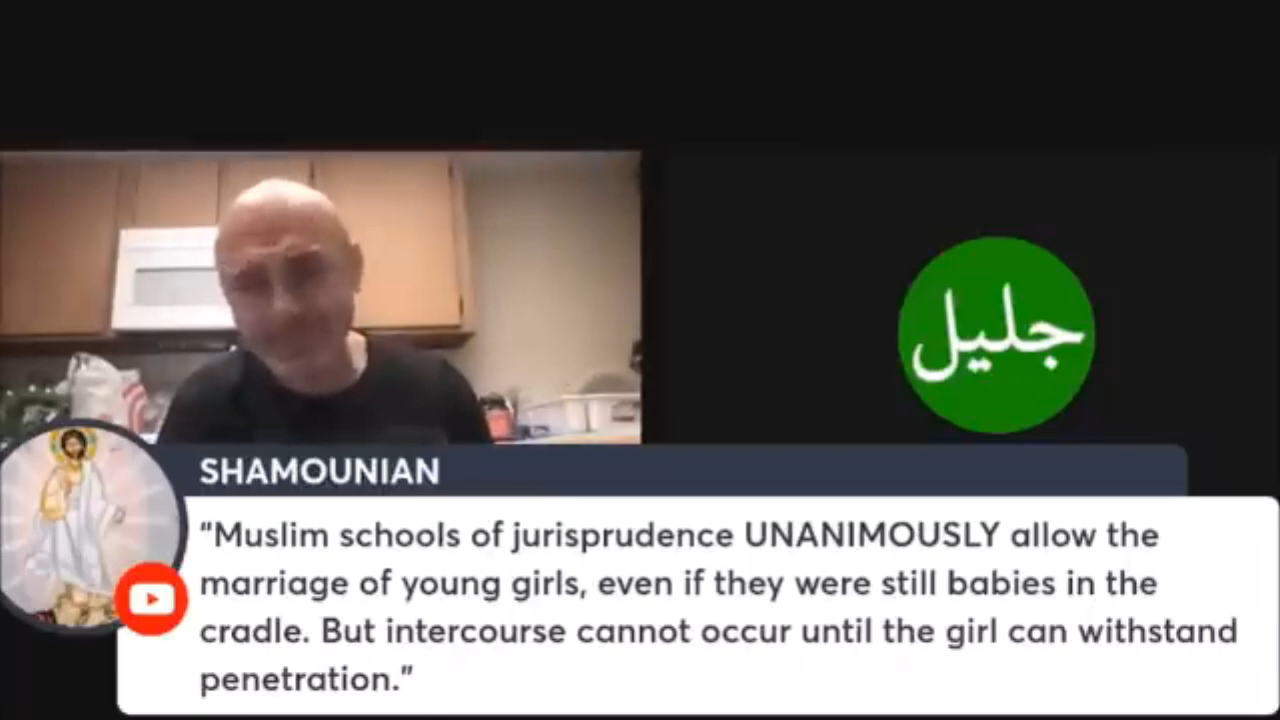 جليل
SHAMOUNIAN
"Muslim schools of jurisprudence UNANIMOUSLY allow the
marriage of young girls, even if they were still babies in the
cradle. But intercourse cannot occur until the girl can withstand
penetration."